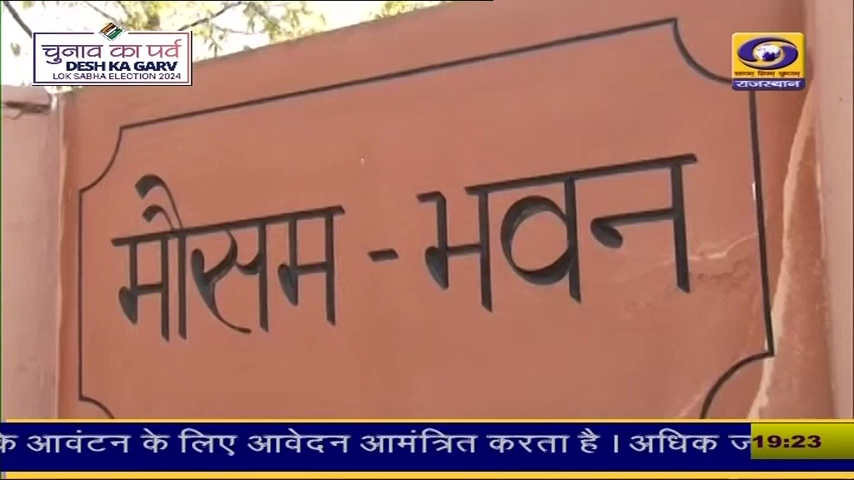 चुनाव का पर्व
DESH KA GARV
LOK SABHA ELECTION 2024
राजस्थान
मौसम - भवन
के आवंटन के लिए आवेदन आमंत्रित करता है । अधिक
19:23